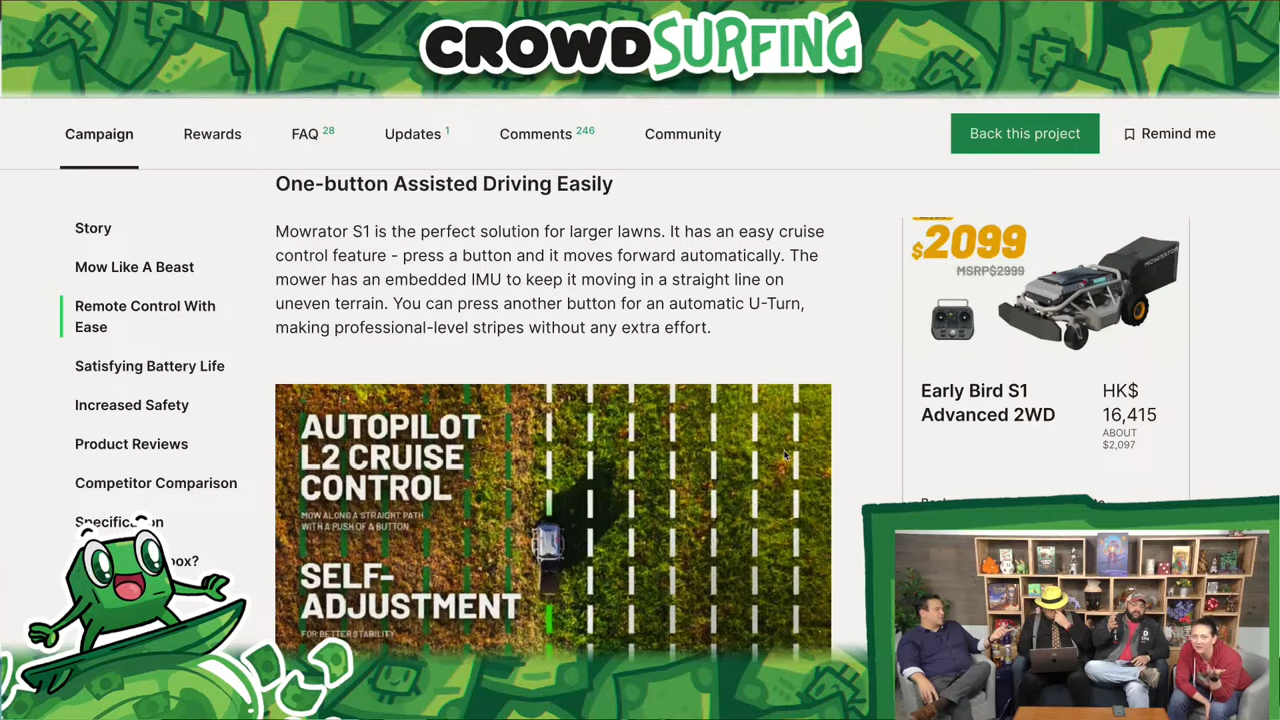 CROWDSURFING
Campaign
Rewards
FAQ 28
Updates 1
Comments 246
Community
Back this project
Remind me
One-button Assisted Driving Easily
Story
Mow Like A Beast
Remote Control With
Ease
Satisfying Battery Life
Increased Safety
Product Reviews
Competitor Comparison
Mowrator S1 is the perfect solution for larger lawns. It has an easy cruise
control feature - press a button and it moves forward automatically. The
mower has an embedded IMU to keep it moving in a straight line on
uneven terrain. You can press another button for an automatic U-Turn,
making professional-level stripes without any extra effort.
AUTOPILOT
L2 CRUISE
CONTROL
MOW ALONG A STRAIGHT PATH
WITH A PUSH OF A BUTTON
SELF-
ADJUSTMENT
FOR BETTER STABILITY
$2099
MSRP$2999
MOWRATOR
Early Bird S1
Advanced 2WD
HK$
16,415
ABOUT
$2,097